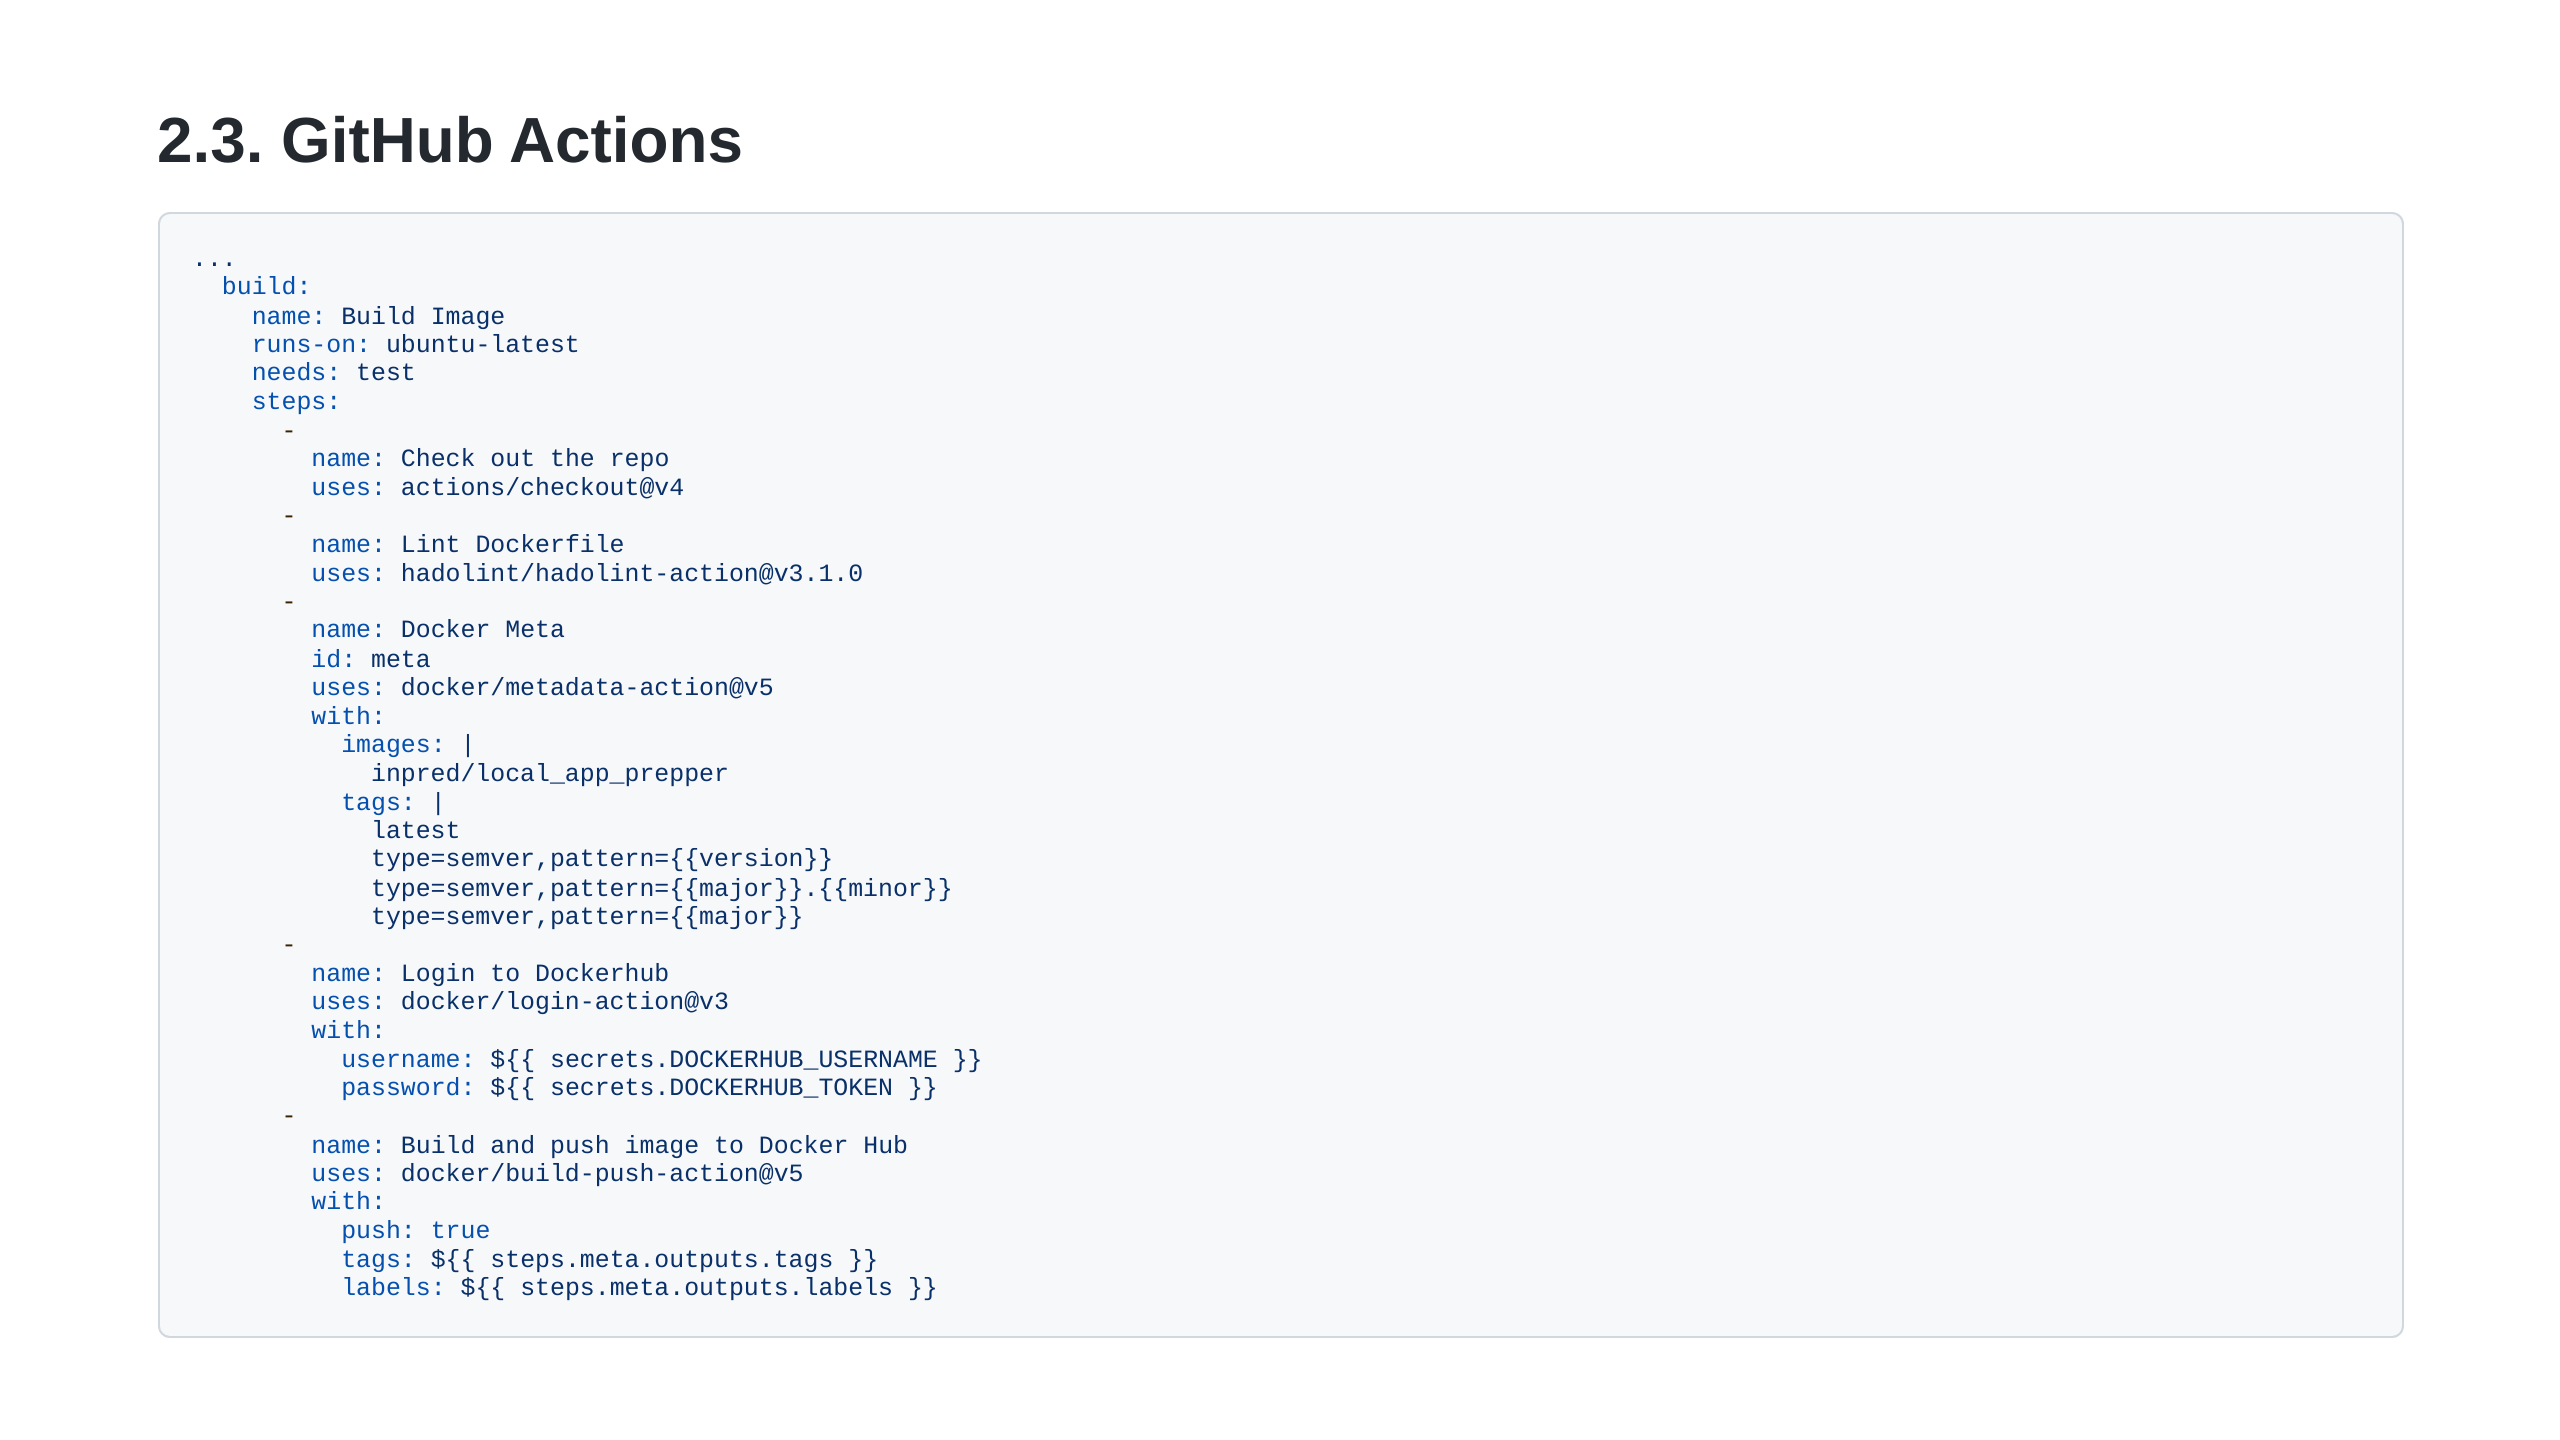 2.3. GitHub Actions
...
  build:
    name: Build Image
    runs-on: ubuntu-latest
    needs: test
    steps:
      -
        name: Check out the repo
        uses: actions/checkout@v4
      -
        name: Lint Dockerfile
        uses: hadolint/hadolint-action@v3.1.0
      -
        name: Docker Meta
        id: meta
        uses: docker/metadata-action@v5
        with:
          images: |
            inpred/local_app_prepper
          tags: |
            latest
            type=semver,pattern={{version}}
            type=semver,pattern={{major}}.{{minor}}
            type=semver,pattern={{major}}
      -
        name: Login to Dockerhub
        uses: docker/login-action@v3
        with:
          username: ${{ secrets.DOCKERHUB_USERNAME }}
          password: ${{ secrets.DOCKERHUB_TOKEN }}
      -
        name: Build and push image to Docker Hub
        uses: docker/build-push-action@v5
        with:
          push: true
          tags: ${{ steps.meta.outputs.tags }}
          labels: ${{ steps.meta.outputs.labels }}